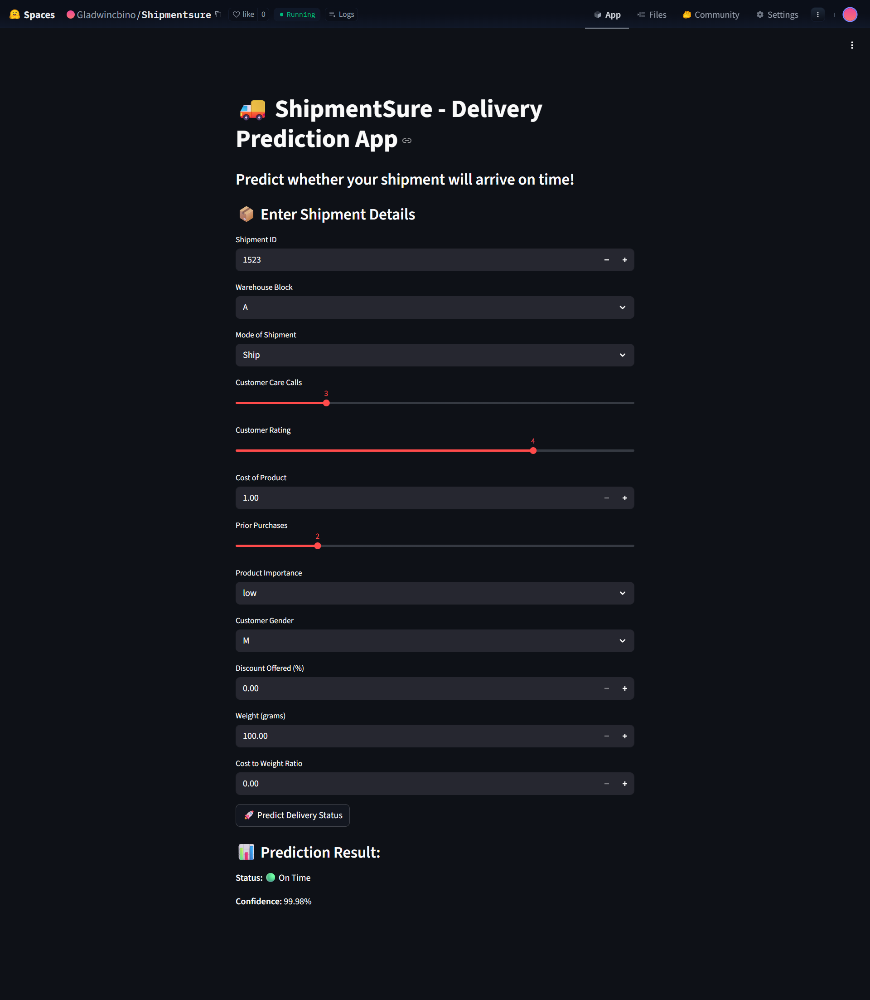 Spaces Gladwincbino/Shipmentsure like 0 Running Logs App Files Community Settings
ShipmentSure - Delivery
Prediction App
Predict whether your shipment will arrive on time!
Enter Shipment Details
Shipment ID
1523
Warehouse Block
A
Mode of Shipment
Ship
Customer Care Calls
3
Customer Rating
4
Cost of Product
1.00
Prior Purchases
2
Product Importance
low
Customer Gender
M
Discount Offered (%)
0.00
Weight (grams)
100.00
Cost to Weight Ratio
0.00
Predict Delivery Status
Prediction Result:
Status: On Time
Confidence: 99.98%